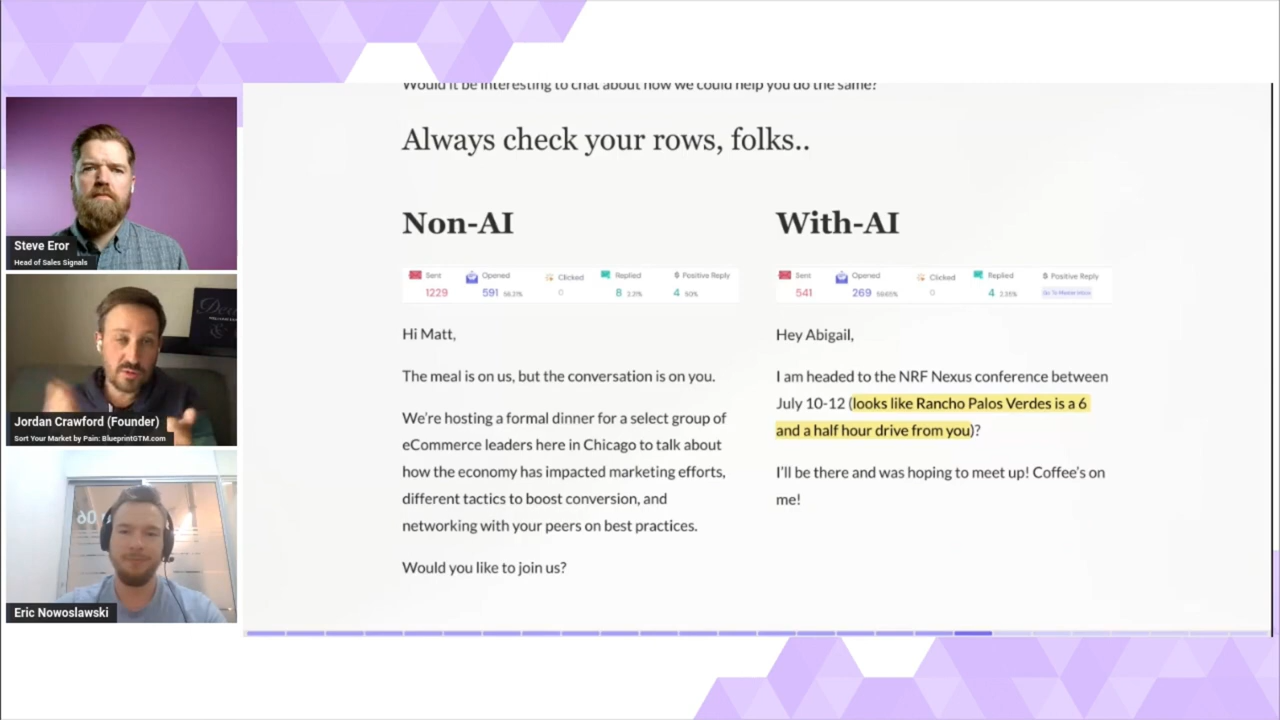 Would it be interesting to chat about how we could help you do the same?
Always check your rows, folks..
Non-AI
Sent
Opened
Clicked
Replied
Positive Reply
1229
591
0
8
4 50%
Hi Matt,
The meal is on us, but the conversation is on you.
We're hosting a formal dinner for a select group of
eCommerce leaders here in Chicago to talk about
how the economy has impacted marketing efforts,
different tactics to boost conversion, and
networking with your peers on best practices.
Would you like to join us?
With-AI
Sent
Opened
Clicked
Replied
Positive Reply
541
269
0
4
Hey Abigail,
I am headed to the NRF Nexus conference between
July 10-12 (looks like Rancho Palos Verdes is a 6
and a half hour drive from you)?
I'll be there and was hoping to meet up! Coffee's on
me!
Steve Eror
Head of Sales Signals
Jordan Crawford (Founder)
Sort Your Market by Pain: BlueprintGTM.com
Eric Nowoslawski